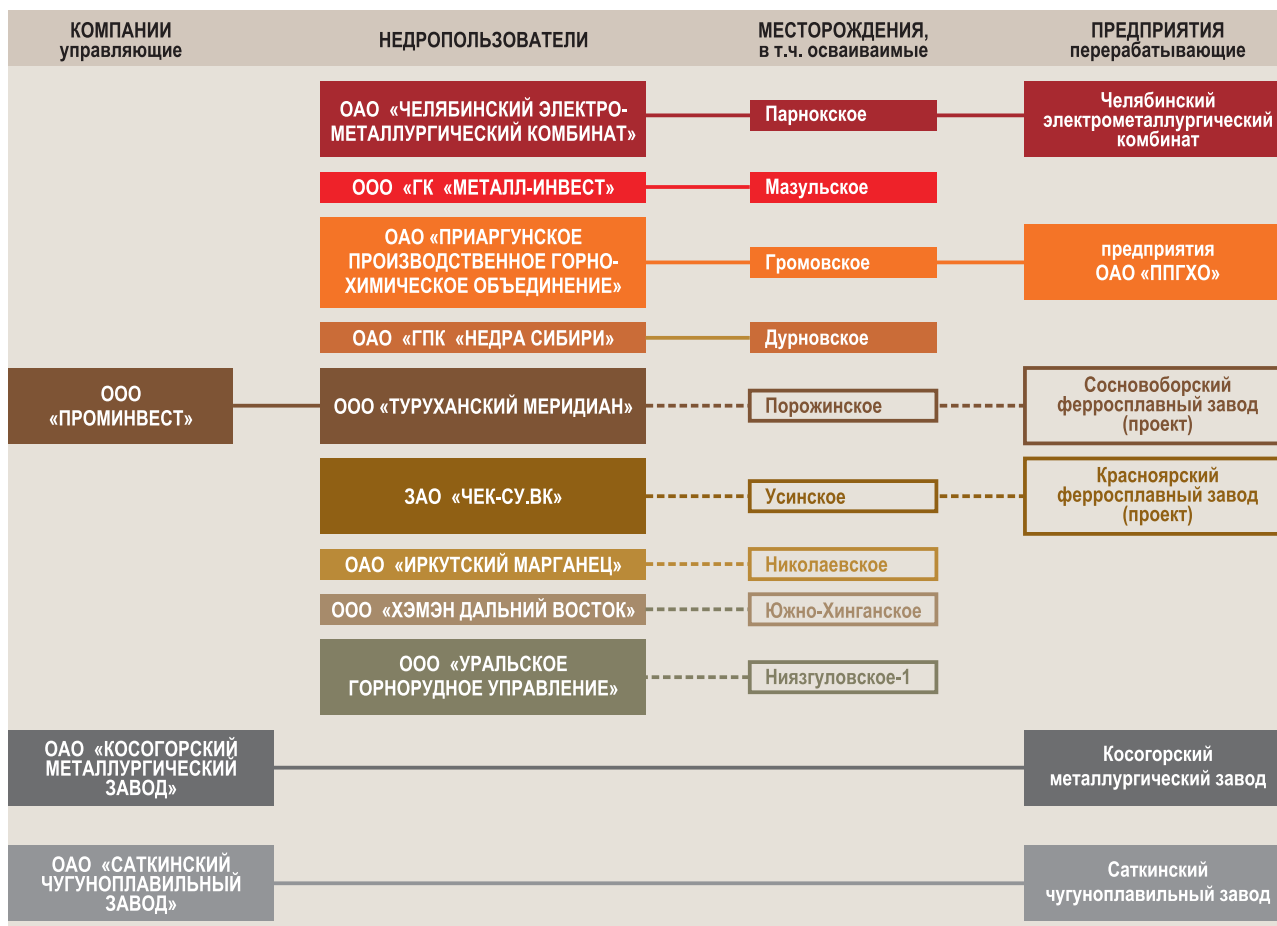 КОМПАНИИ
управляющие
НЕДРОПОЛЬЗОВАТЕЛИ
МЕСТОРОЖДЕНИЯ,
в т.ч. осваиваимые
ПРЕДПРИЯТИЯ
перерабатывающие
ОАО «ЧЕЛЯБИНСКИЙ ЭЛЕКТРО-
МЕТАЛЛУРГИЧЕСКИЙ КОМБИНАТ»
Парнокское
Челябинский
электрометаллургический
комбинат
ООО «ГК «МЕТАЛЛ-ИНВЕСТ»
Мазульское
ОАО «ПРИАРГУНСКОЕ
ПРОИЗВОДСТВЕННОЕ ГОРНО-
ХИМИЧЕСКОЕ ОБЪЕДИНЕНИЕ»
Громовское
предприятия
ОАО «ППГХО»
ОАО «ГПК «НЕДРА СИБИРИ»
Дурновское
ООО
«ПРОМИНВЕСТ»
ООО «ТУРУХАНСКИЙ МЕРИДИАН»
Порожинское
Сосновоборский
ферросплавный завод
(проект)
ЗАО «ЧЕК-СУ.ВК»
Усинское
Красноярский
ферросплавный завод
(проект)
ОАО «ИРКУТСКИЙ МАРГАНЕЦ»
Николаевское
ООО «ХЭМЭН ДАЛЬНИЙ ВОСТОК»
Южно-Хинганское
ООО «УРАЛЬСКОЕ
ГОРНОРУДНОЕ УПРАВЛЕНИЕ»
Ниязгуловское-1
ОАО «КОСОГОРСКИЙ
МЕТАЛЛУРГИЧЕСКИЙ
ЗАВОД»
Косогорский
металлургический завод
ОАО «САТКИНСКИЙ
ЧУГУНОПЛАВИЛЬНЫЙ
ЗАВОД»
Саткинский
чугуноплавильный завод